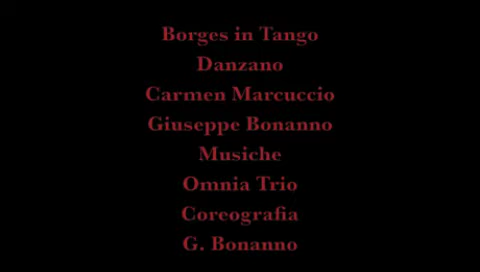 Borges in Tango
Danzano
Carmen Marcuccio
Giuseppe Bonanno
Musiche
Omnia Trio
Coreografia
G. Bonanno